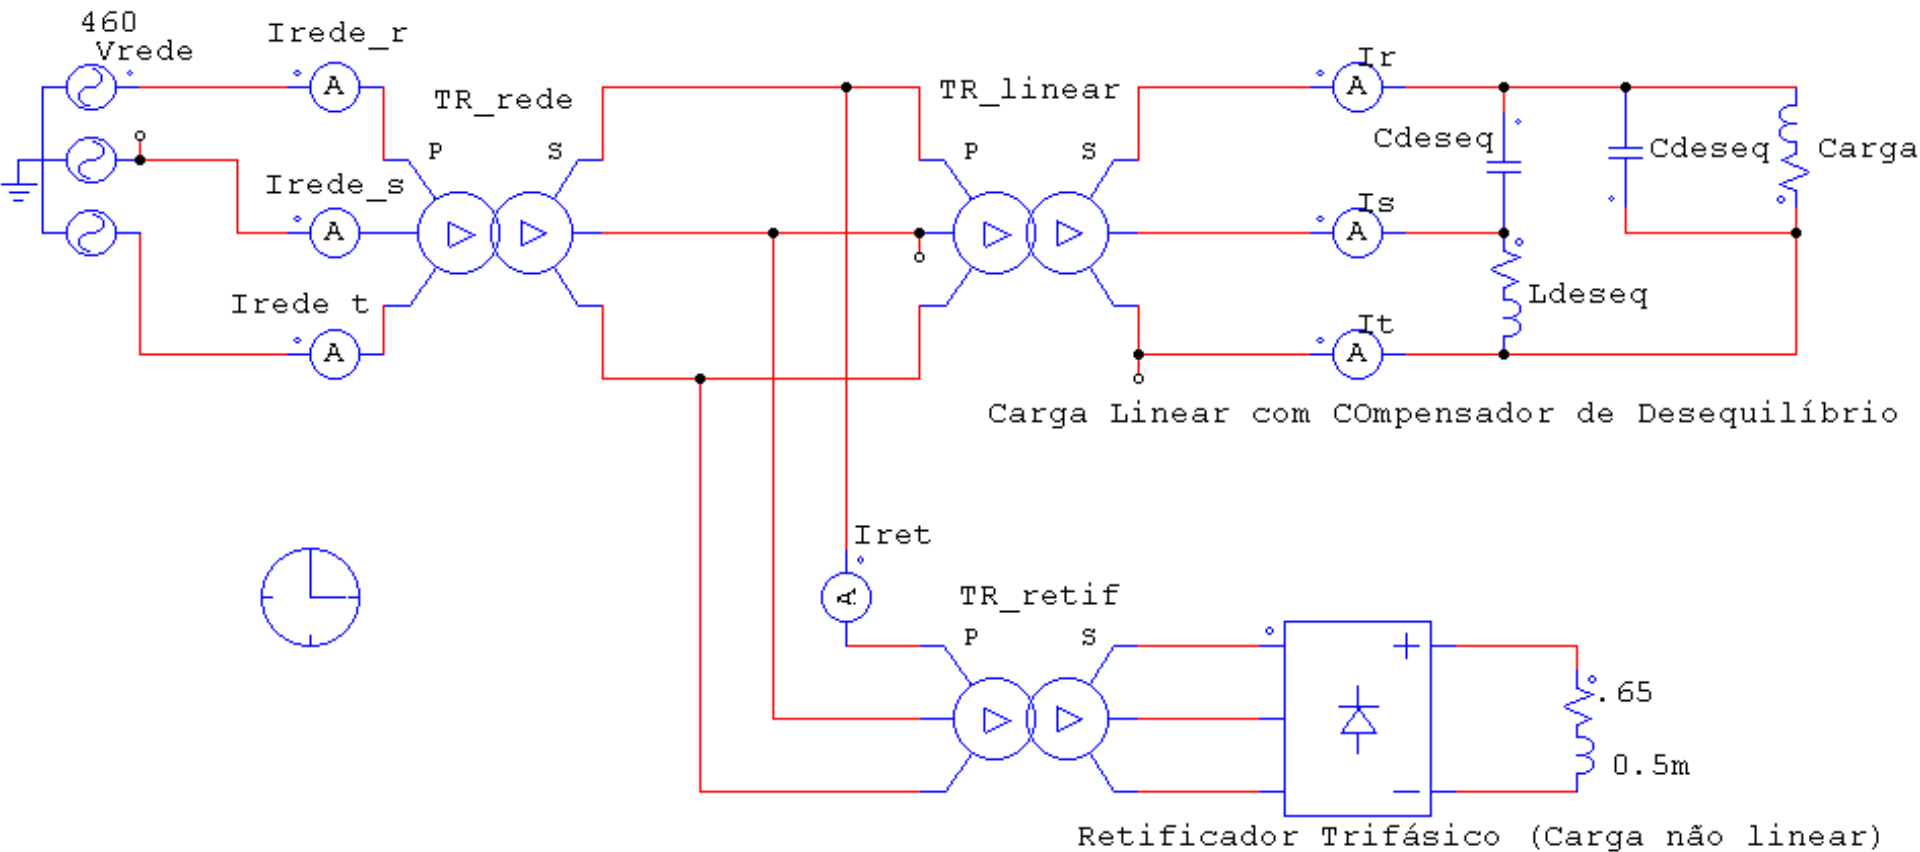 460
Vrede
Irede_r
TR_rede
P
S
A
Irede_s
A
Irede t
A
TR_linear
P
S
Ir
A
Cdeseq
Cdeseq
Carga
Is
A
Ldeseq
It
A
Carga Linear com COmpensador de Desequilíbrio
Iret
A
TR_retif
P
S
+
.65
0.5m
Retificador Trifásico (Carga não linear)